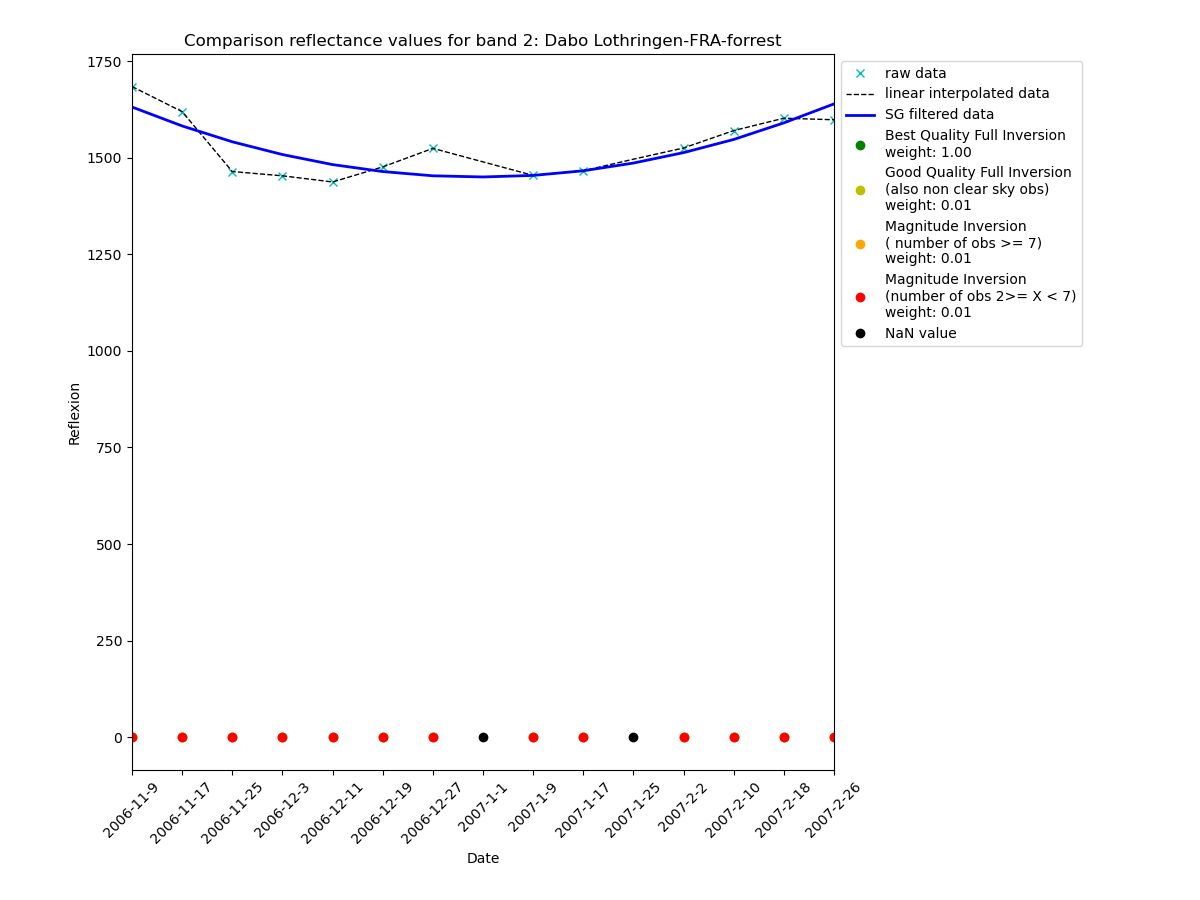 Comparison reflectance values for band 2: Dabo Lothringen-FRA-forrest
1750
1500
1250
1000
750
500
250
0
Reflexion
2006-11-9
2006-11-17
2006-11-25
2006-12-3
2006-12-11
2006-12-19
2006-12-27
2007-1-1
2007-1-9
2007-1-17
2007-1-25
2007-2-2
2007-2-10
2007-2-18
2007-2-26
Date
raw data
linear interpolated data
SG filtered data
Best Quality Full Inversion
weight: 1.00
Good Quality Full Inversion
(also non clear sky obs)
weight: 0.01
Magnitude Inversion
( number of obs >= 7)
weight: 0.01
Magnitude Inversion
(number of obs 2>= X < 7)
weight: 0.01
NaN value